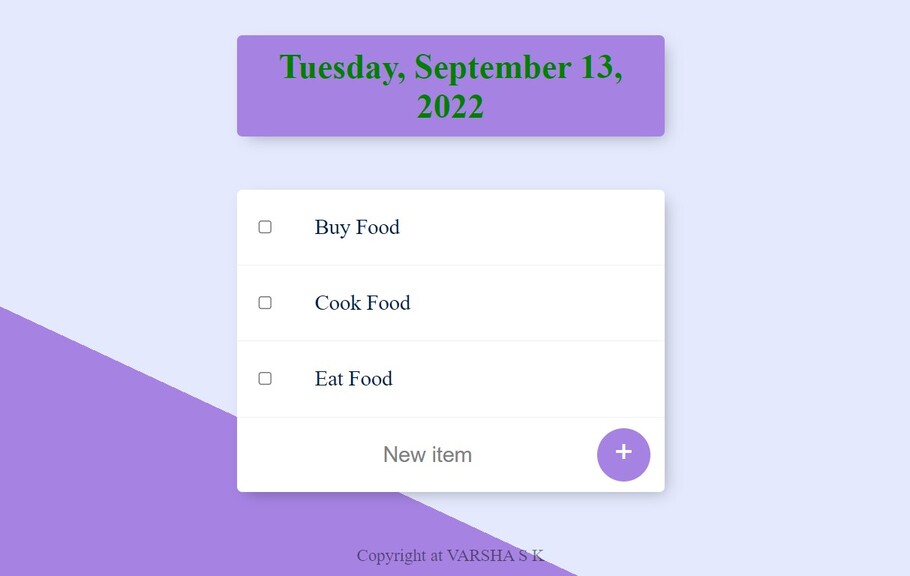 Tuesday, September 13,
2022
Buy Food
Cook Food
Eat Food
New item
+
Copyright at VARSHA S K